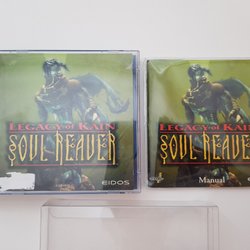 LEGACY OF KAIN
SOUL REAVER
EIDOS
LEGACY OF KAIN
SOUL REAVER
Manual